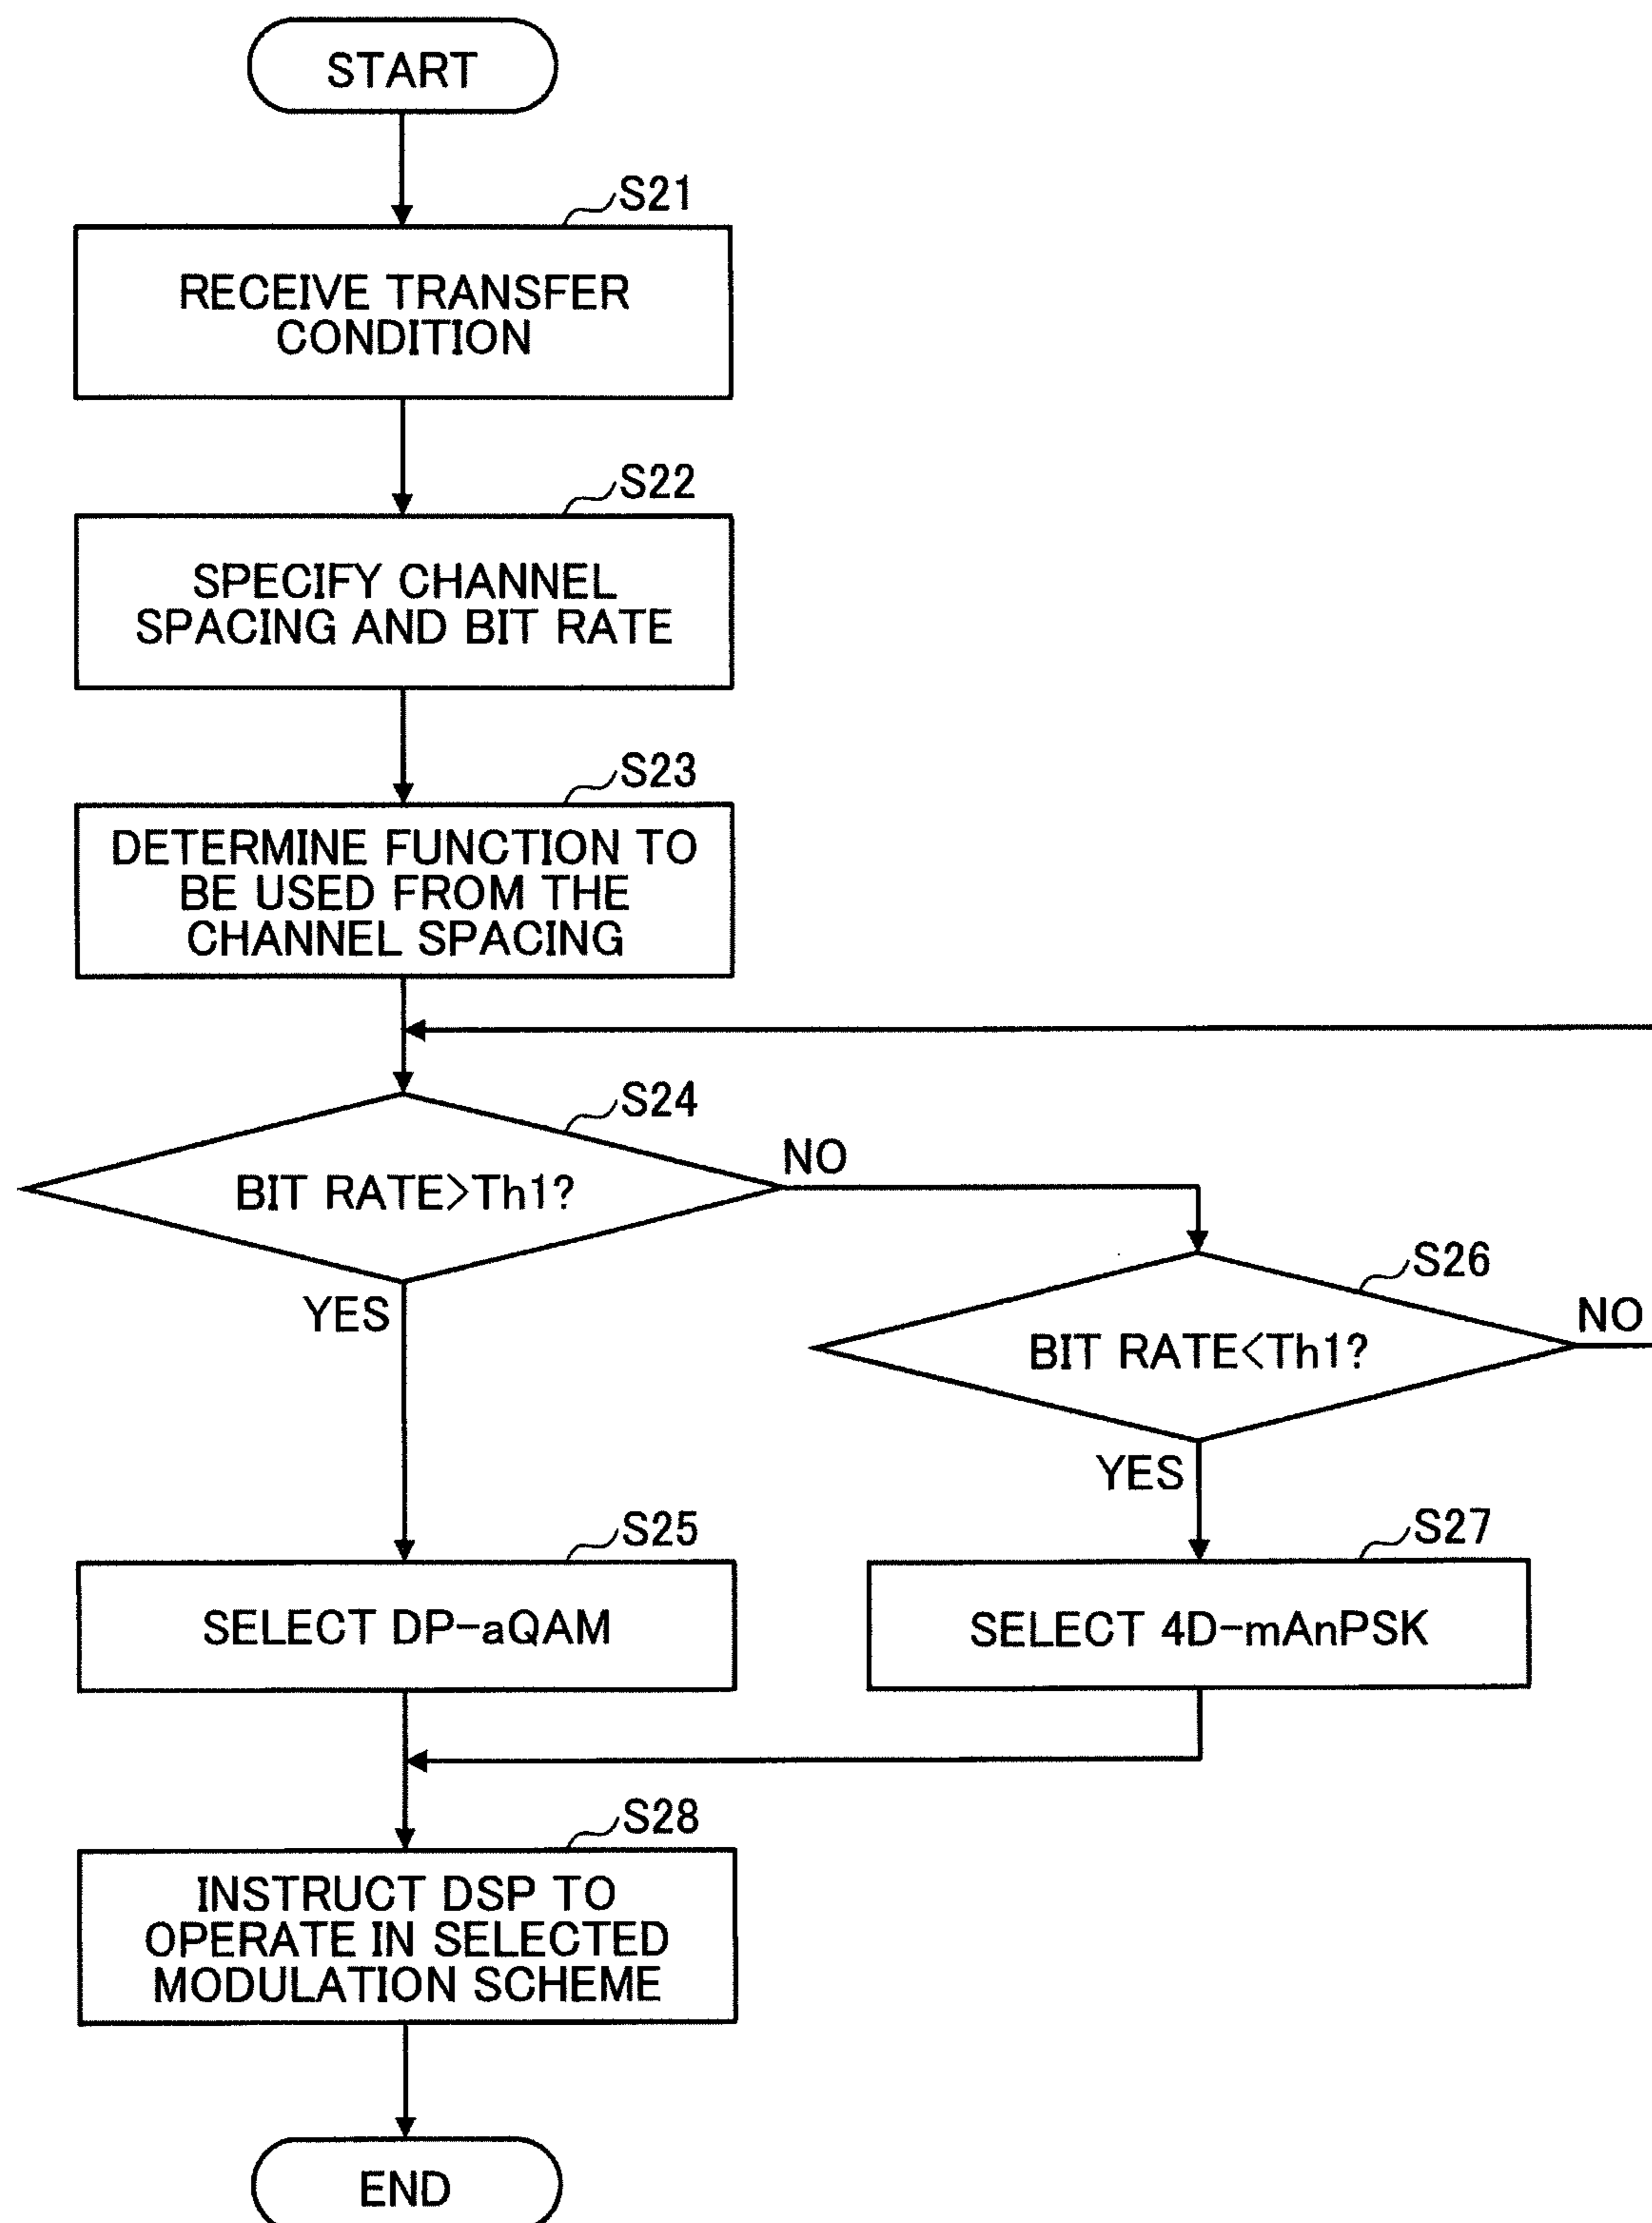 START
S21
RECEIVE TRANSFER
CONDITION
S22
SPECIFY CHANNEL
SPACING AND BIT RATE
S23
DETERMINE FUNCTION TO
BE USED FROM THE
CHANNEL SPACING
S24
BIT RATE>Th1?
NO
YES
S26
BIT RATE<Th1?
NO
YES
S25
SELECT DP-aQAM
S27
SELECT 4D-mAnPSK
S28
INSTRUCT DSP TO
OPERATE IN SELECTED
MODULATION SCHEME
END